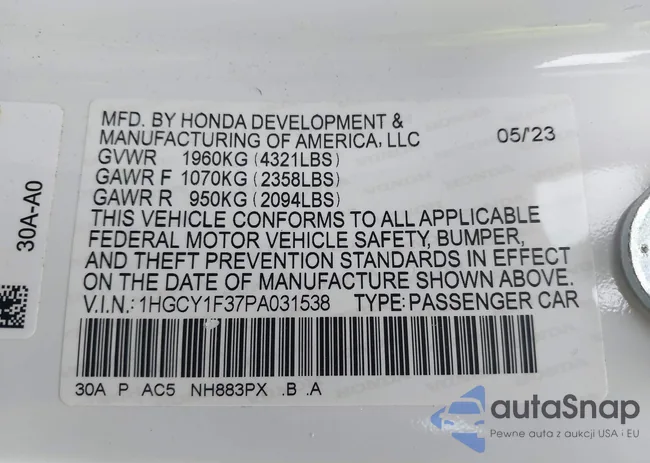 MFD. BY HONDA DEVELOPMENT &
MANUFACTURING OF AMERICA, LLC 05/'23
GVWR 1960KG (4321LBS)
GAWR F 1070KG (2358LBS)
GAWR R 950KG (2094LBS)
THIS VEHICLE CONFORMS TO ALL APPLICABLE
FEDERAL MOTOR VEHICLE SAFETY, BUMPER,
AND THEFT PREVENTION STANDARDS IN EFFECT
ON THE DATE OF MANUFACTURE SHOWN ABOVE.
V.I.N.: 1HGCY1F37PA031538 TYPE: PASSENGER CAR
30A P AC5 NH883PX .B .A
30A-A0
autaSnap
Pewne auta z aukcji USA i EU